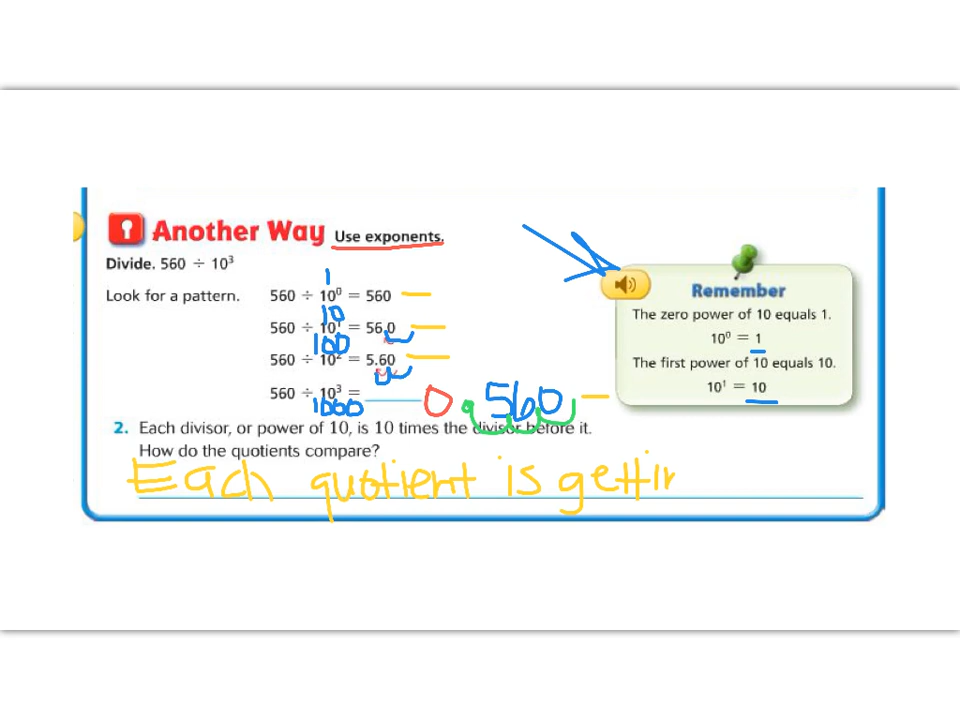 Another Way Use exponents.
Divide. 560 ÷ 10³
Look for a pattern. 560 ÷ 10⁰ = 560
1
560 ÷ 10¹ = 56.0
10
560 ÷ 10² = 5.60
100
560 ÷ 10³ = 0.560
1000
Remember
The zero power of 10 equals 1.
10⁰ = 1
The first power of 10 equals 10.
10¹ = 10
2. Each divisor, or power of 10, is 10 times the divisor before it.
How do the quotients compare?
Each quotient is gettin